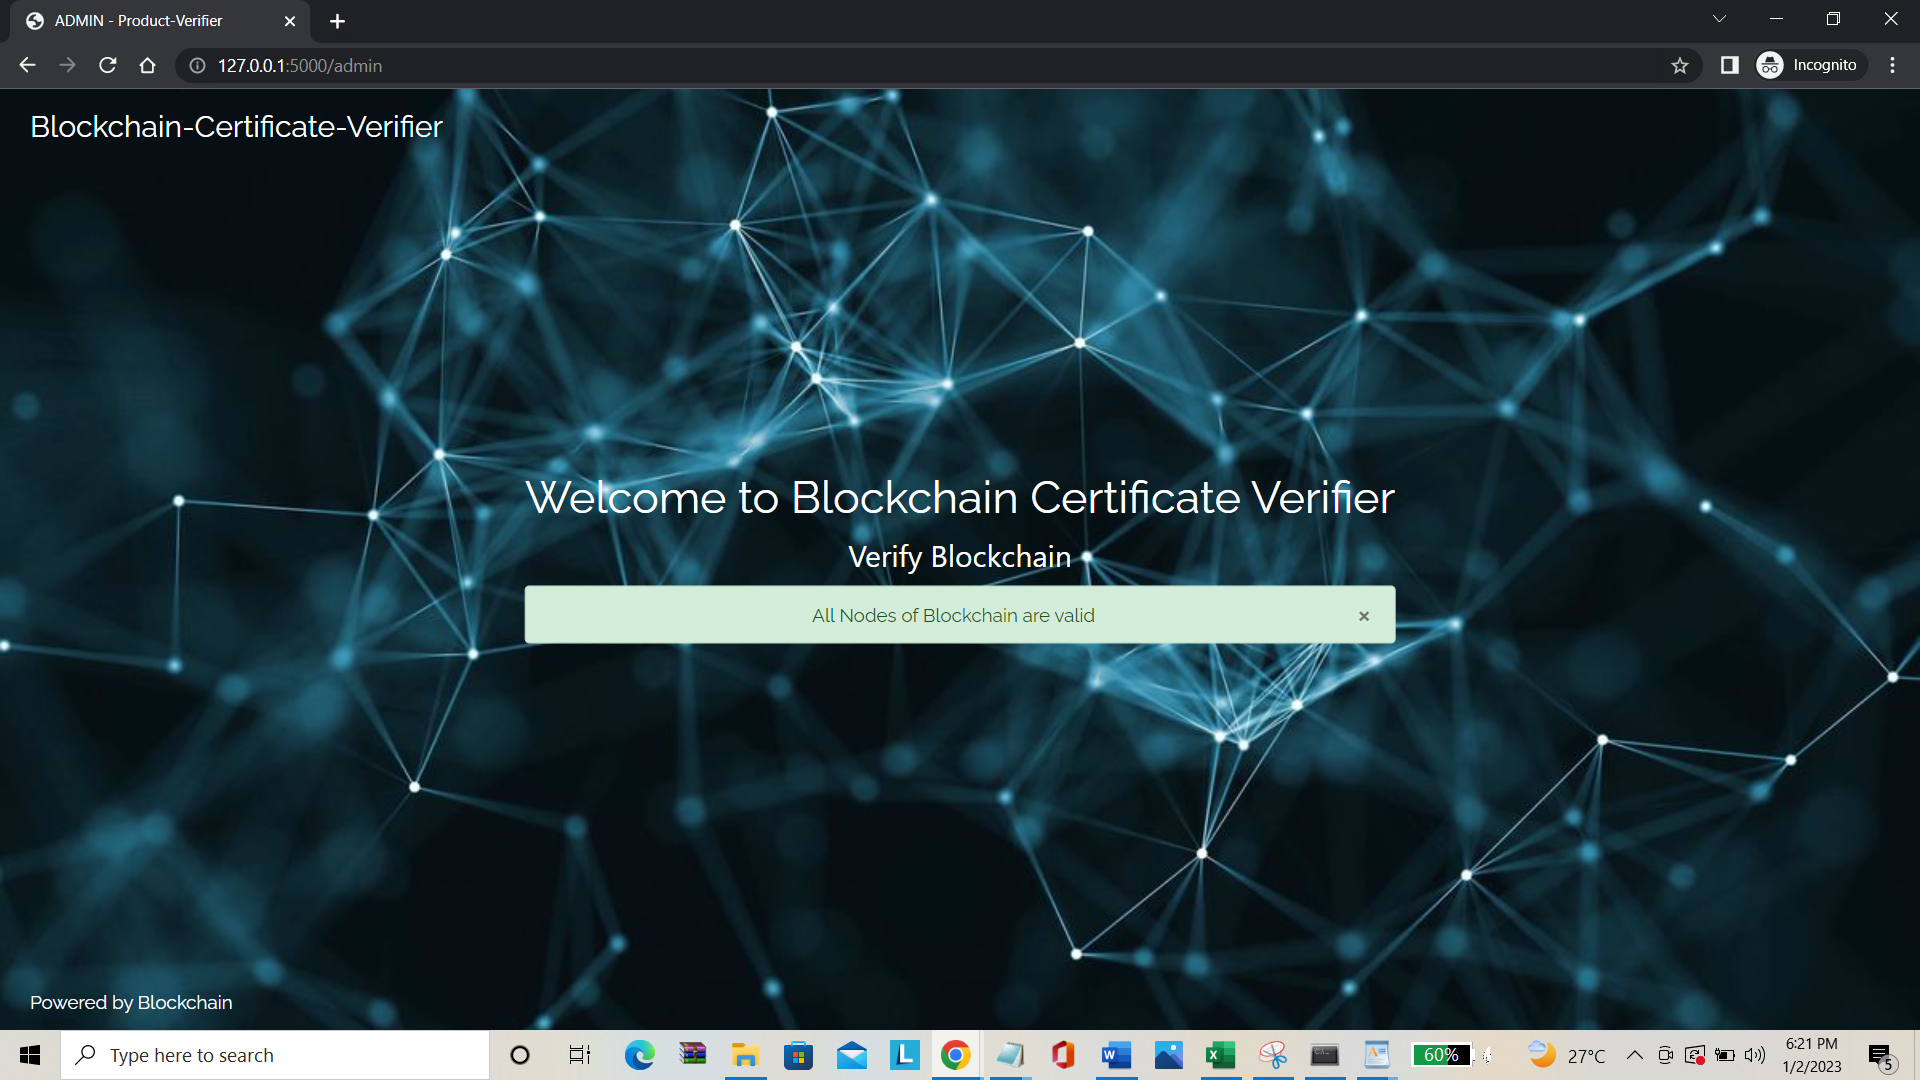 ADMIN - Product-Verifier
127.0.0.1:5000/admin
Incognito
Blockchain-Certificate-Verifier
Welcome to Blockchain Certificate Verifier
Verify Blockchain
All Nodes of Blockchain are valid
×
Powered by Blockchain
Type here to search
L
W
X
60%
27°C
6:21 PM
1/2/2023
5